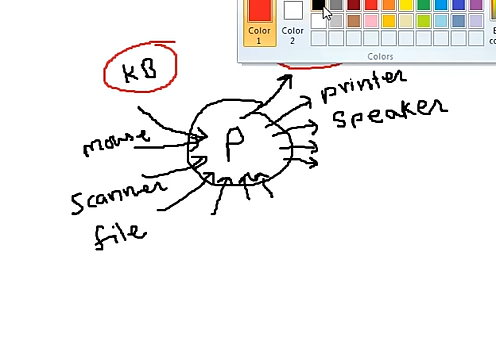 Color 1
Color 2
Colors
KB
printer
speaker
mouse
P
Scanner
file